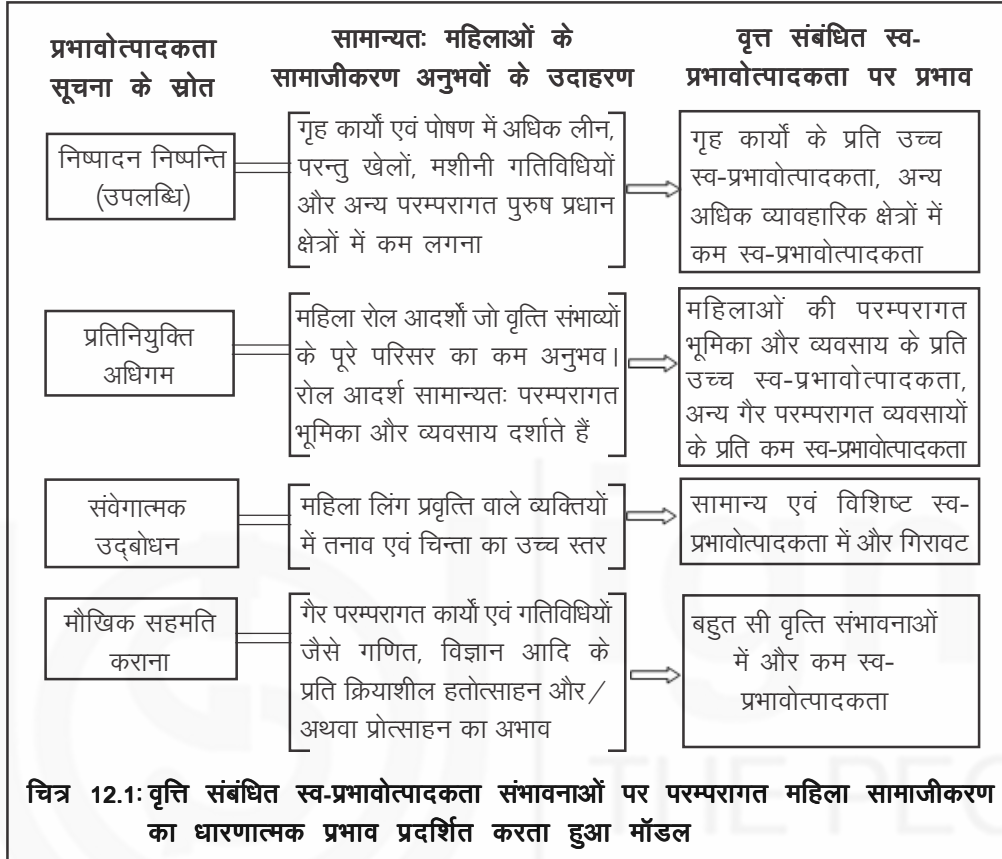 प्रभावोत्पादकता
सूचना के स्रोत
सामान्यतः महिलाओं के
सामाजीकरण अनुभवों के उदाहरण
वृत्त संबंधित स्व-
प्रभावोत्पादकता पर प्रभाव
निष्पादन निष्पन्ति
(उपलब्धि)
गृह कार्यों एवं पोषण में अधिक लीन,
परन्तु खेलों, मशीनी गतिविधियों
और अन्य परम्परागत पुरुष प्रधान
क्षेत्रों में कम लगना
गृह कार्यों के प्रति उच्च
स्व-प्रभावोत्पादकता, अन्य
अधिक व्यावहारिक क्षेत्रों में
कम स्व-प्रभावोत्पादकता
प्रतिनियुक्ति
अधिगम
महिला रोल आदर्शों जो वृत्ति संभाव्यों
के पूरे परिसर का कम अनुभव।
रोल आदर्श सामान्यतः परम्परागत
भूमिका और व्यवसाय दर्शाते हैं
महिलाओं की परम्परागत
भूमिका और व्यवसाय के प्रति
उच्च स्व-प्रभावोत्पादकता,
अन्य गैर परम्परागत व्यवसायों
के प्रति कम स्व-प्रभावोत्पादकता
संवेगात्मक
उद्बोधन
महिला लिंग प्रवृत्ति वाले व्यक्तियों
में तनाव एवं चिन्ता का उच्च स्तर
सामान्य एवं विशिष्ट स्व-
प्रभावोत्पादकता में और गिरावट
मौखिक सहमति
कराना
गैर परम्परागत कार्यों एवं गतिविधियों
जैसे गणित, विज्ञान आदि के
प्रति क्रियाशील हतोत्साहन और/
अथवा प्रोत्साहन का अभाव
बहुत सी वृत्ति संभावनाओं
में और कम स्व-
प्रभावोत्पादकता
चित्र 12.1: वृत्ति संबंधित स्व-प्रभावोत्पादकता संभावनाओं पर परम्परागत महिला सामाजीकरण
का धारणात्मक प्रभाव प्रदर्शित करता हुआ मॉडल
ign
THE PEO